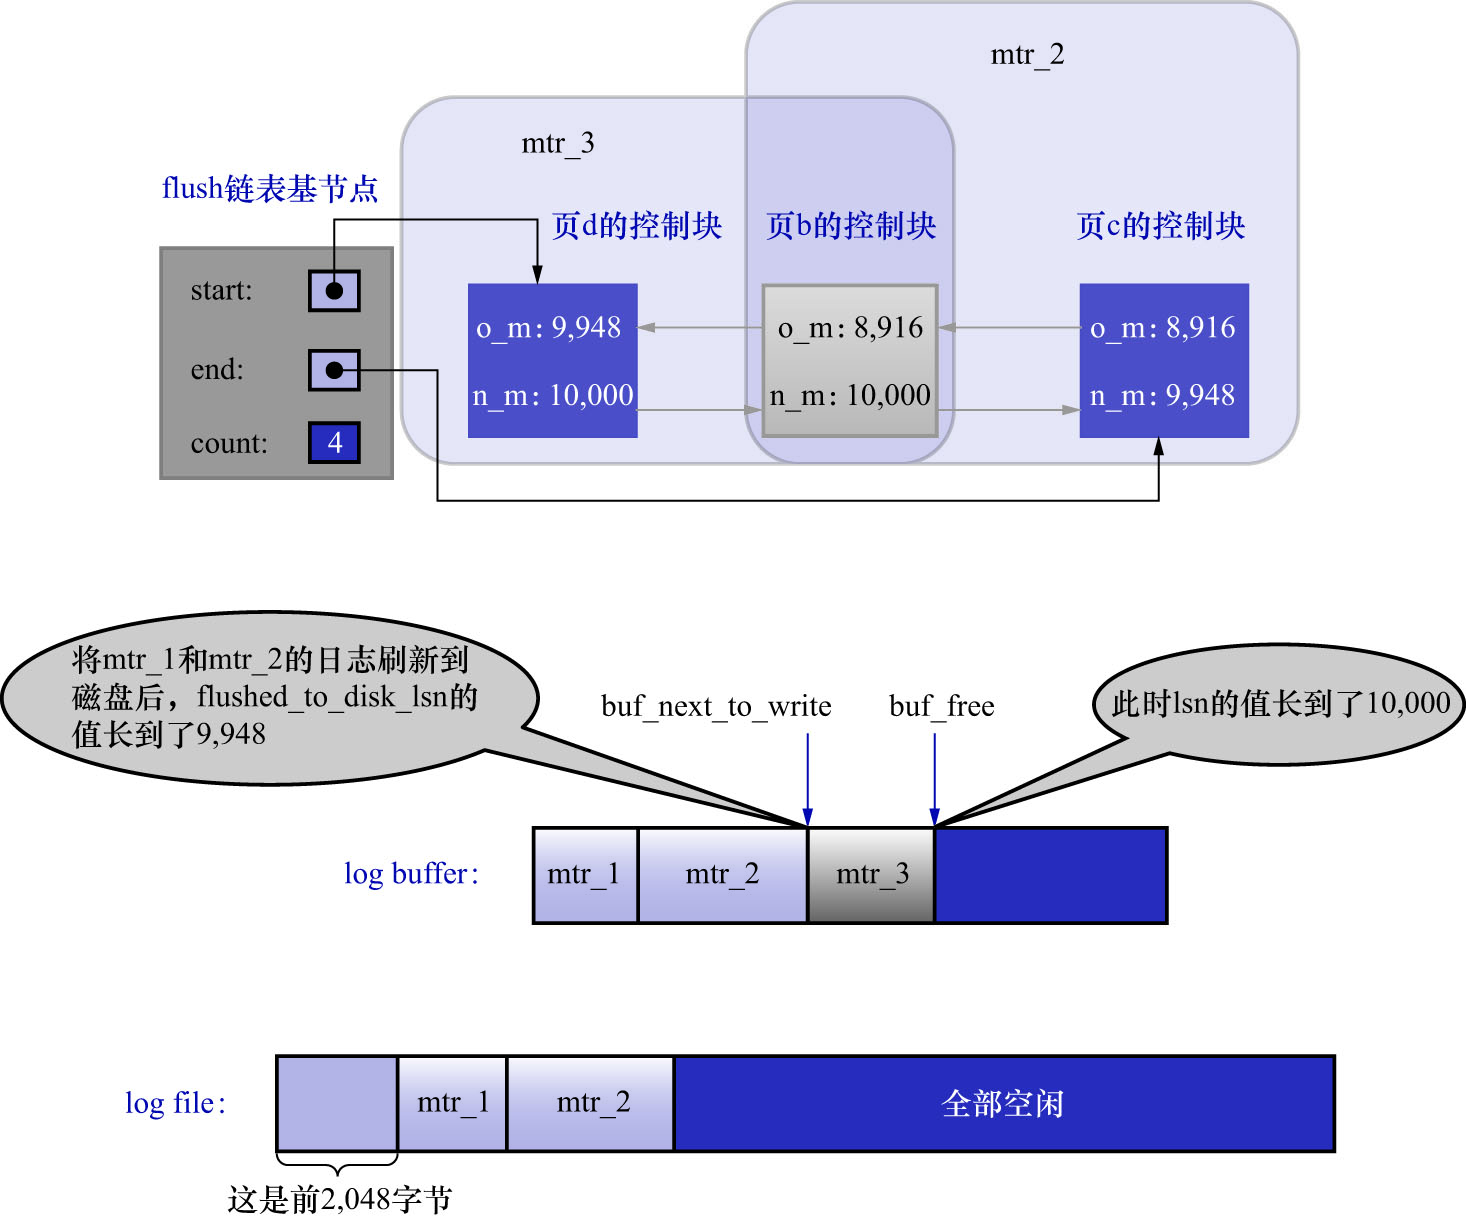 mtr_2
mtr_3
flush链表基节点
页d的控制块
页b的控制块
页c的控制块
start:
end:
count: 4
o_m: 9,948
n_m: 10,000
o_m: 8,916
n_m: 10,000
o_m: 8,916
n_m: 9,948
将mtr_1和mtr_2的日志刷新到
磁盘后，flushed_to_disk_lsn的
值长到了9,948
buf_next_to_write
buf_free
此时lsn的值长到了10,000
log buffer:
mtr_1
mtr_2
mtr_3
log file:
mtr_1
mtr_2
全部空闲
这是前2,048字节